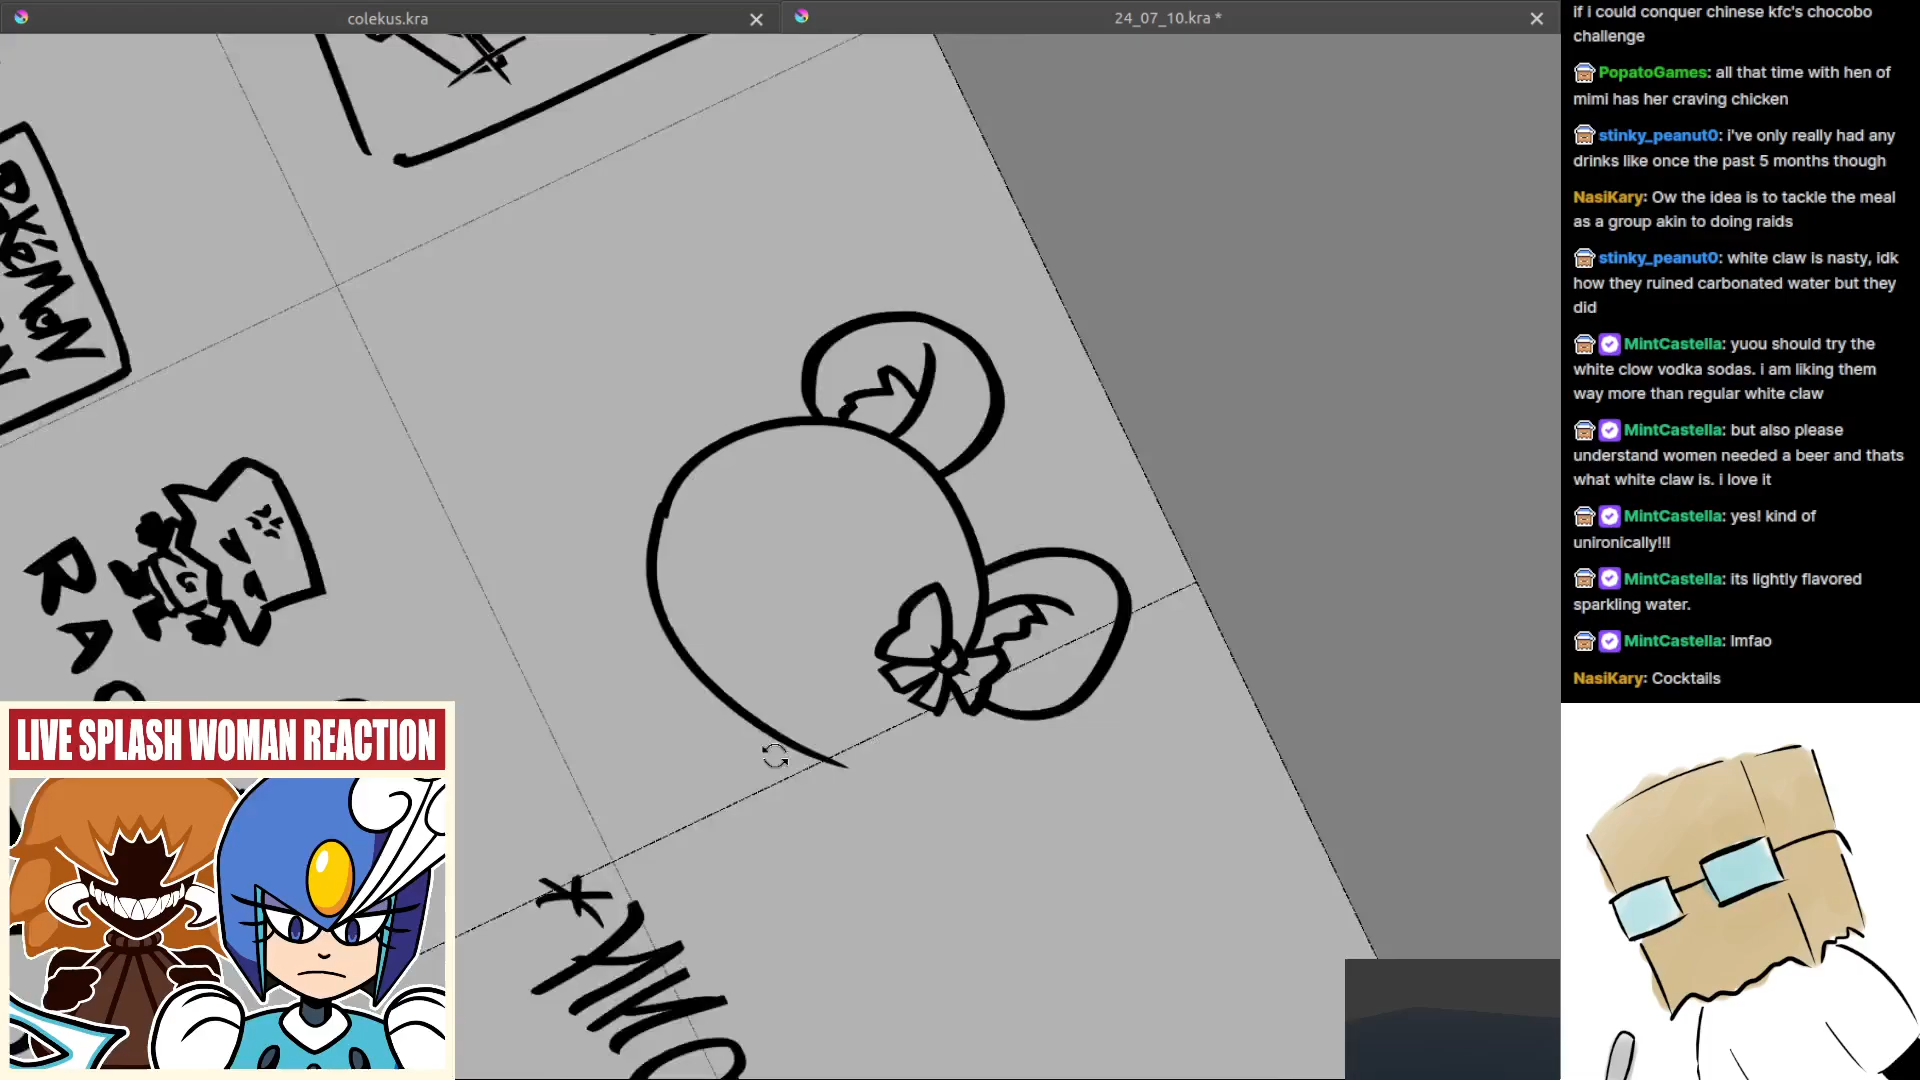 colekus.kra
24_07_10.kra *
if i could conquer chinese kfc's chocobo
challenge
PopatoGames: all that time with hen of
mimi has her craving chicken
stinky_peanut0: i've only really had any
drinks like once the past 5 months though
NasiKary: Ow the idea is to tackle the meal
as a group akin to doing raids
stinky_peanut0: white claw is nasty, idk
how they ruined carbonated water but they
did
MintCastella: yuou should try the
white clow vodka sodas. i am liking them
way more than regular white claw
MintCastella: but also please
understand women needed a beer and thats
what white claw is. i love it
MintCastella: yes! kind of
unironically!!!
MintCastella: its lightly flavored
sparkling water.
MintCastella: lmfao
NasiKary: Cocktails
POKéMON
LIVE SPLASH WOMAN REACTION